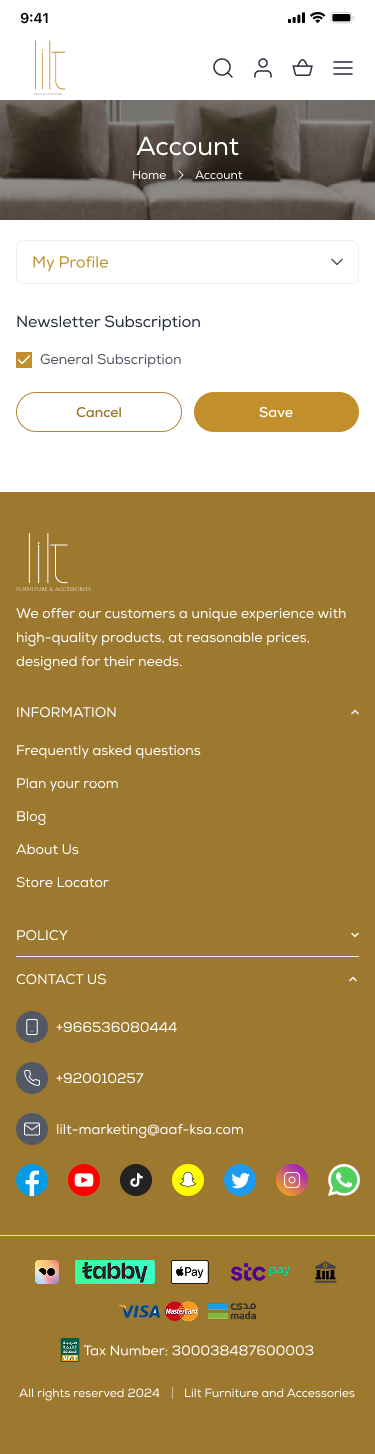 9:41
lilt
Account
Home
Account
My Profile
Newsletter Subscription
General Subscription
Cancel
Save
lilt
FURNITURE & ACCESSORIES
We offer our customers a unique experience with
high-quality products, at reasonable prices,
designed for their needs.
INFORMATION
Frequently asked questions
Plan your room
Blog
About Us
Store Locator
POLICY
CONTACT US
+966536080444
+920010257
lilt-marketing@aaf-ksa.com
tabby
Pay
stc pay
VISA
MasterCard
مدى
mada
VAT
Tax Number: 300038487600003
All rights reserved 2024
Lilt Furniture and Accessories